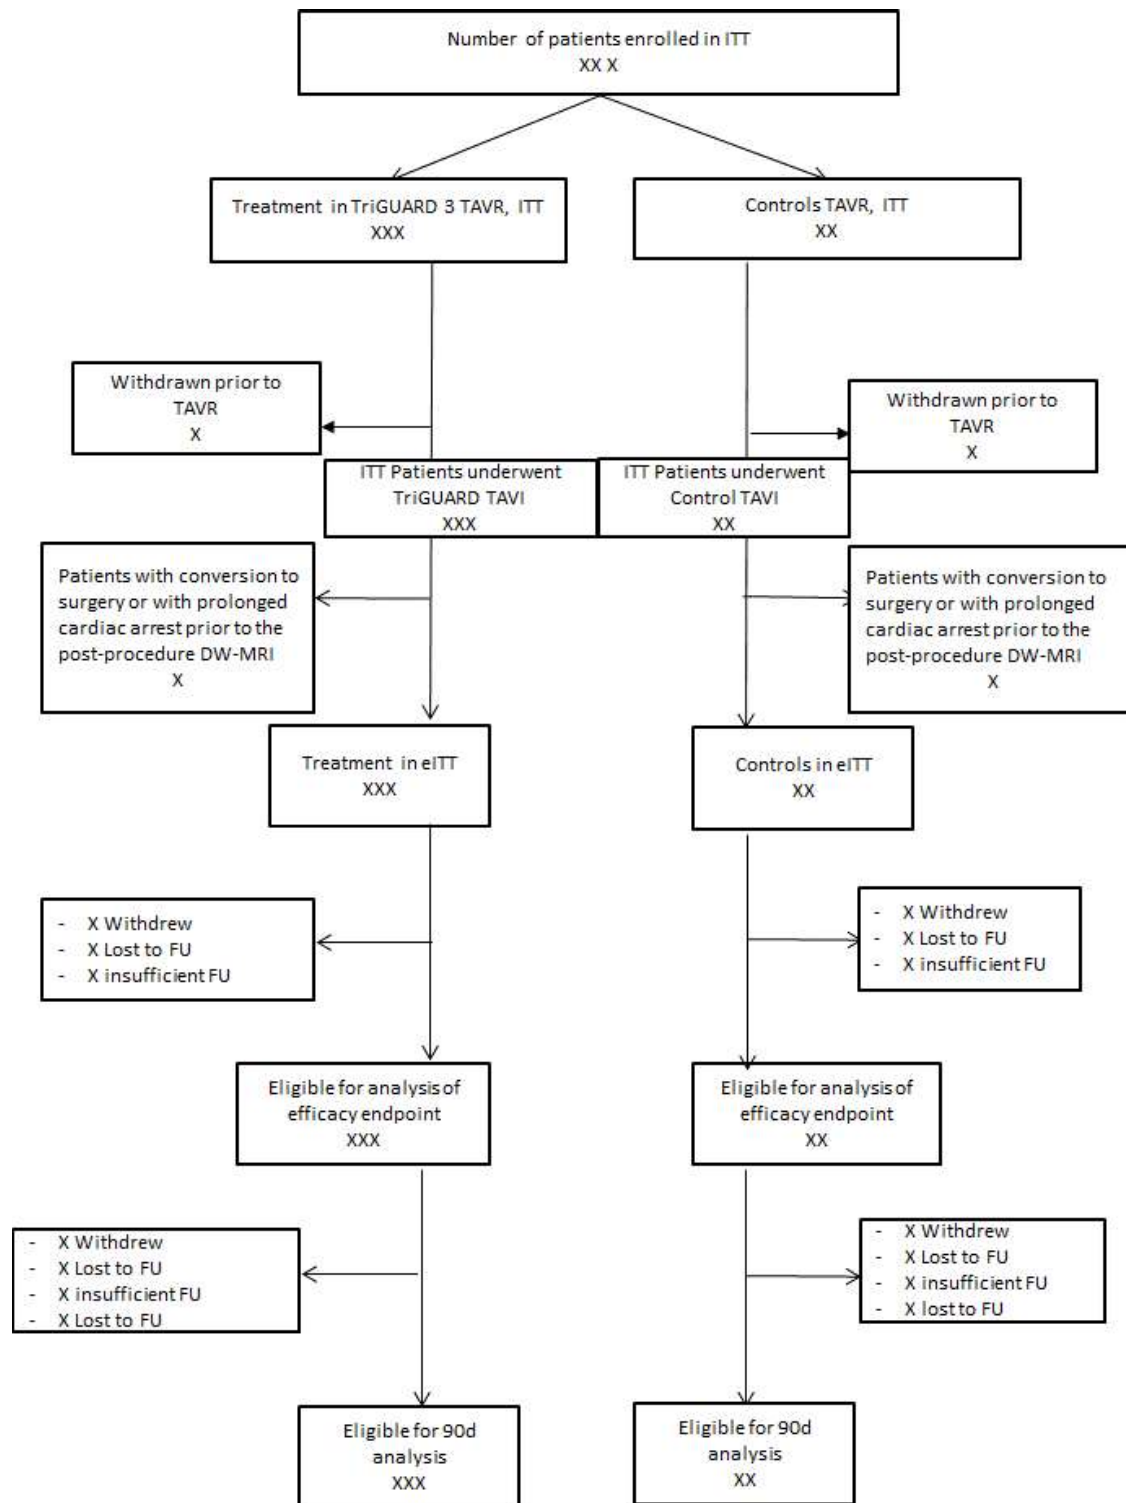 Number of patients enrolled in ITT
XX X
Treatment in TriGUARD 3 TAVR, ITT
XXX
Controls TAVR, ITT
XX
Withdrawn prior to
TAVR
X
Withdrawn prior to
TAVR
X
ITT Patients underwent
TriGUARD TAVI
XXX
ITT Patients underwent
Control TAVI
XX
Patients with conversion to
surgery or with prolonged
cardiac arrest prior to the
post-procedure DW-MRI
X
Patients with conversion to
surgery or with prolonged
cardiac arrest prior to the
post-procedure DW-MRI
X
Treatment in eITT
XXX
Controls in eITT
XX
- X Withdrew
- X Lost to FU
- X insufficient FU
- X Withdrew
- X Lost to FU
- X insufficient FU
Eligible for analysis of
efficacy endpoint
XXX
Eligible for analysis of
efficacy endpoint
XX
- X Withdrew
- X Lost to FU
- X insufficient FU
- X Lost to FU
- X Withdrew
- X Lost to FU
- X insufficient FU
- X lost to FU
Eligible for 90d
analysis
XXX
Eligible for 90d
analysis
XX